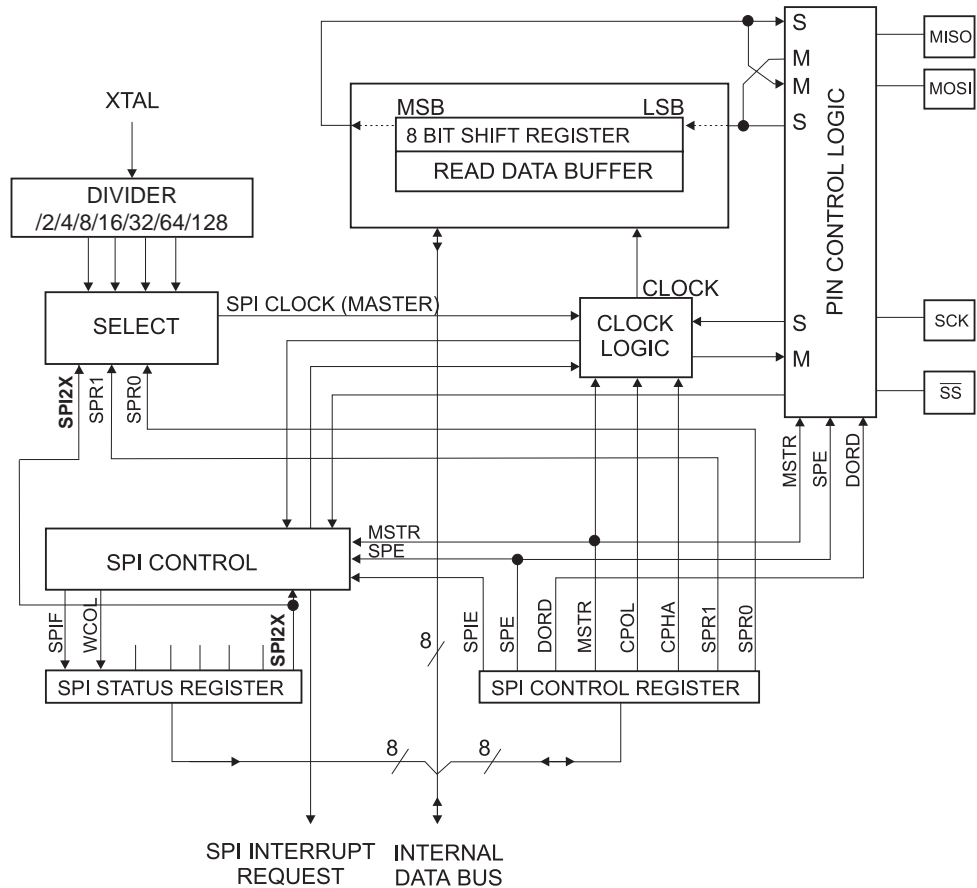 S
MISO
M
M
MOSI
S
XTAL
MSB
LSB
8 BIT SHIFT REGISTER
READ DATA BUFFER
DIVIDER
/2/4/8/16/32/64/128
PIN CONTROL LOGIC
SPI CLOCK (MASTER)
CLOCK
SELECT
CLOCK
LOGIC
S
M
SCK
SS
SPI2X
SPR1
SPR0
MSTR
SPE
DORD
MSTR
SPE
SPI CONTROL
SPIF
WCOL
SPI2X
SPIE
SPE
DORD
MSTR
CPOL
CPHA
SPR1
SPR0
8
SPI STATUS REGISTER
SPI CONTROL REGISTER
8
8
SPI INTERRUPT
REQUEST
INTERNAL
DATA BUS